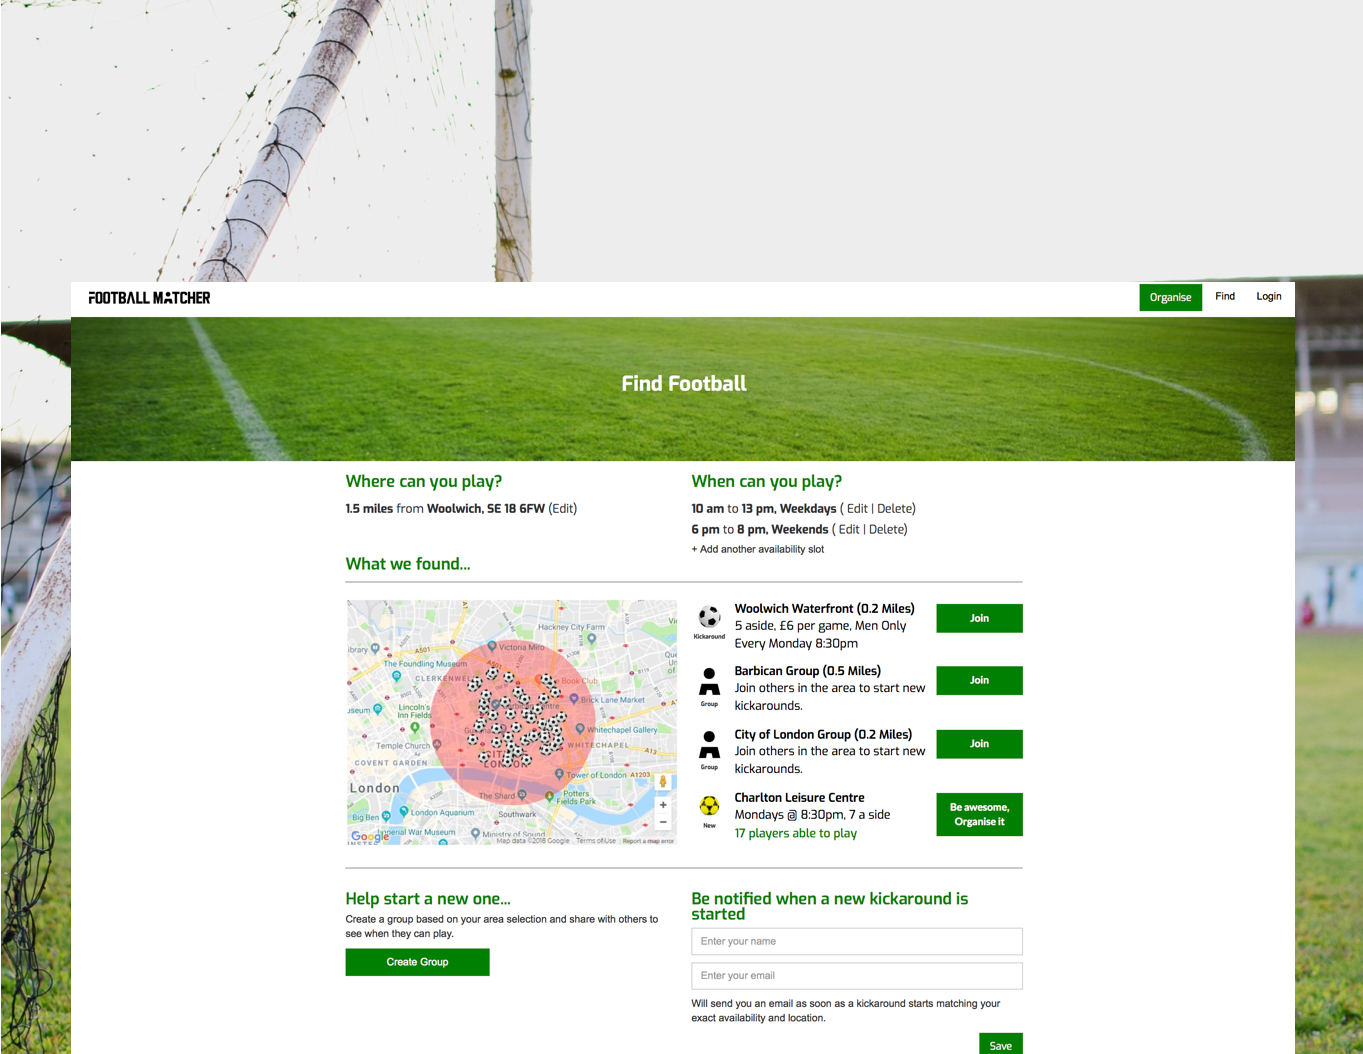 FOOTBALL MATCHER
Organise
Find
Login
Find Football
Where can you play?
1.5 miles from Woolwich, SE 18 6FW (Edit)
When can you play?
10 am to 13 pm, Weekdays ( Edit | Delete)
6 pm to 8 pm, Weekends ( Edit | Delete)
+ Add another availability slot
What we found...
Hackney City Farm
A501
Victoria Miro
The Foundling Museum
A501
CLERKENWEL
Book Club
Brick Lane Market
Lincoln's
Inn Fields
Whitechapel Gallery
Temple Church
WHITECHAPEL
A13
COVENT GARDEN
CITY
LONDON
Tower of London
A1203
London
The Shard
Potters
Fields Park
Big Ben
London Aquarium
Southwark
Imperial War Museum
Ministry of Sound
Google
Map data ©2018 Google
Terms of Use
Report a map error
Kickaround
Woolwich Waterfront (0.2 Miles)
5 aside, £6 per game, Men Only
Every Monday 8:30pm
Join
Group
Barbican Group (0.5 Miles)
Join others in the area to start new
kickarounds.
Join
Group
City of London Group (0.2 Miles)
Join others in the area to start new
kickarounds.
Join
New
Charlton Leisure Centre
Mondays @ 8:30pm, 7 a side
17 players able to play
Be awesome,
Organise it
Help start a new one...
Create a group based on your area selection and share with others to
see when they can play.
Create Group
Be notified when a new kickaround is
started
Enter your name
Enter your email
Will send you an email as soon as a kickaround starts matching your
exact availability and location.
Save